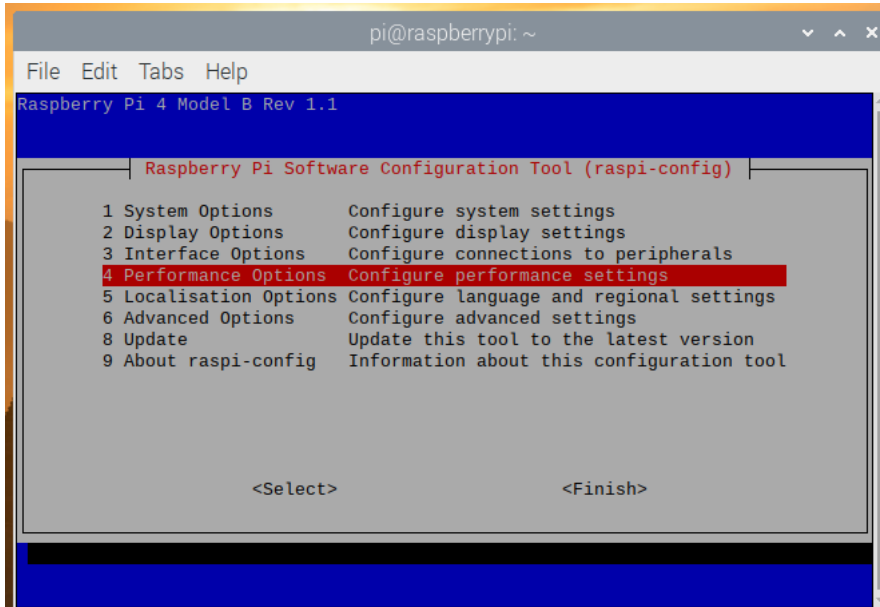 pi@raspberrypi: ~
File Edit Tabs Help
Raspberry Pi 4 Model B Rev 1.1
Raspberry Pi Software Configuration Tool (raspi-config)
1 System Options Configure system settings
2 Display Options Configure display settings
3 Interface Options Configure connections to peripherals
4 Performance Options Configure performance settings
5 Localisation Options Configure language and regional settings
6 Advanced Options Configure advanced settings
8 Update Update this tool to the latest version
9 About raspi-config Information about this configuration tool
<Select> <Finish>